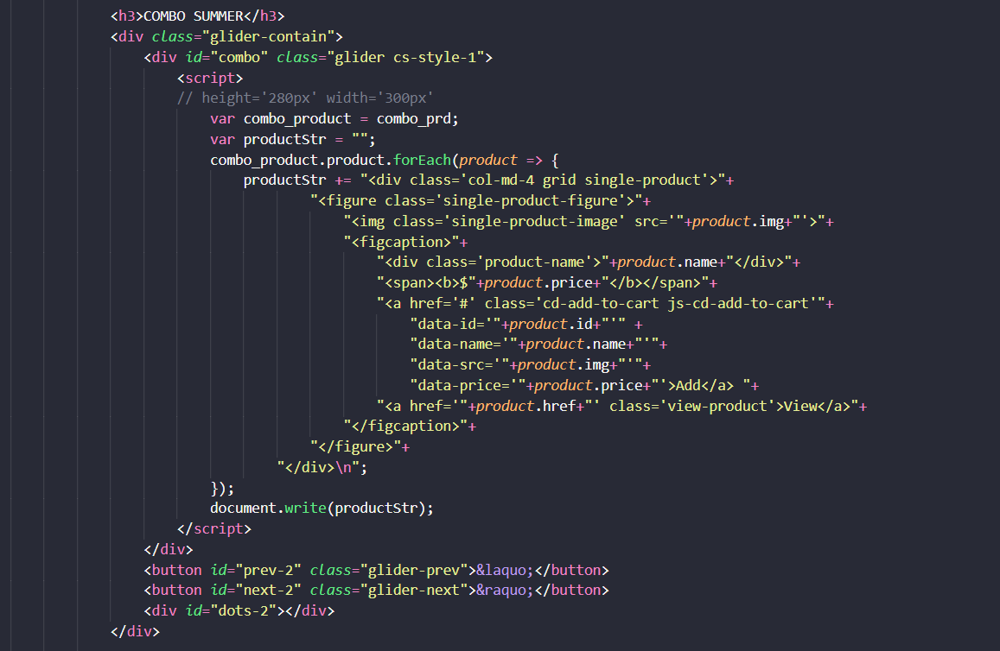 <h3>COMBO SUMMER</h3>
<div class="glider-contain">
<div id="combo" class="glider cs-style-1">
<script>
// height='280px' width='300px'
var combo_product = combo_prd;
var productStr = "";
combo_product.product.forEach(product => {
productStr += "<div class='col-md-4 grid single-product'>"+
"<figure class='single-product-figure'>"+
"<img class='single-product-image' src='"+product.img+"'>"+
"<figcaption>"+
"<div class='product-name'>"+product.name+"</div>"+
"<span><b>$"+product.price+"</b></span>"+
"<a href='#' class='cd-add-to-cart js-cd-add-to-cart'"+
"data-id='"+product.id+"'" +
"data-name='"+product.name+"'"+
"data-src='"+product.img+"'"+
"data-price='"+product.price+"'>Add</a> "+
"<a href='"+product.href+"' class='view-product'>View</a>"+
"</figcaption>"+
"</figure>"+
"</div>\n";
});
document.write(productStr);
</script>
</div>
<button id="prev-2" class="glider-prev">&laquo;</button>
<button id="next-2" class="glider-next">&raquo;</button>
<div id="dots-2"></div>
</div>